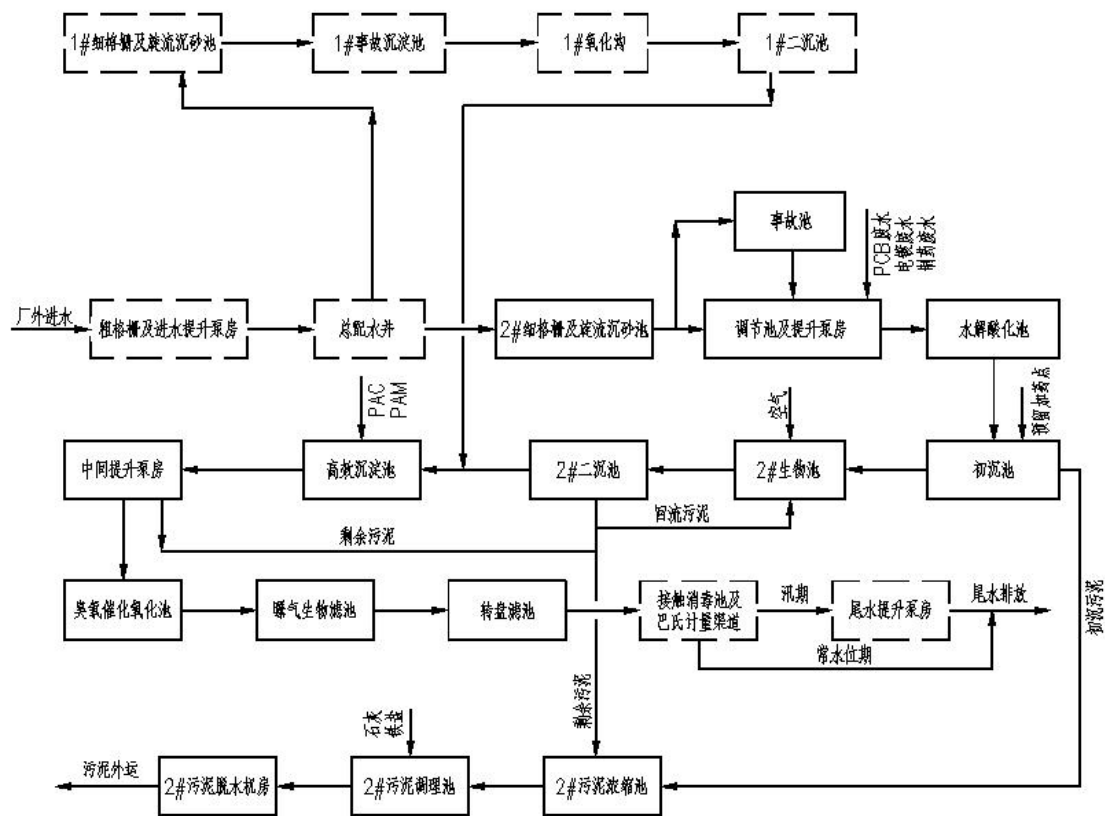 1#细格栅及旋流沉砂池
1#事故沉淀池
1#氧化沟
1#二沉池
事故池
PCB废水
电镀废水
制药废水
厂外进水
粗格栅及进水提升泵房
总配水井
2#细格栅及旋流沉砂池
调节池及提升泵房
水解酸化池
PAC
PAM
空气
预留加药点
中间提升泵房
高效沉淀池
2#二沉池
2#生物池
初沉池
回流污泥
剩余污泥
臭氧催化氧化池
曝气生物滤池
转盘滤池
接触消毒池及
巴氏计量渠道
汛期
尾水提升泵房
尾水排放
常水位期
初沉污泥
剩余污泥
石灰
铁盐
污泥外运
2#污泥脱水机房
2#污泥调理池
2#污泥浓缩池